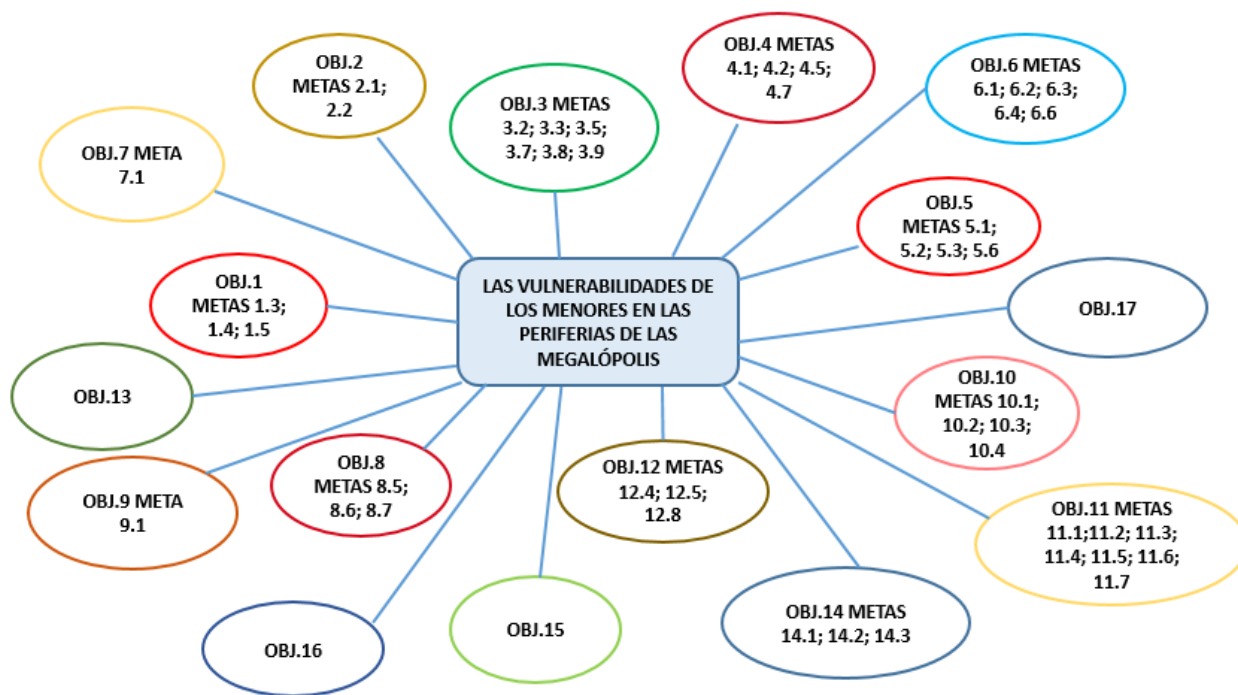 OBJ.2
METAS 2.1;
2.2
OBJ.3 METAS
3.2; 3.3; 3.5;
3.7; 3.8; 3.9
OBJ.4 METAS
4.1; 4.2; 4.5;
4.7
OBJ.6 METAS
6.1; 6.2; 6.3;
6.4; 6.6
OBJ.7 META
7.1
OBJ.5
METAS 5.1;
5.2; 5.3; 5.6
OBJ.1
METAS 1.3;
1.4; 1.5
LAS VULNERABILIDADES DE
LOS MENORES EN LAS
PERIFERIAS DE LAS
MEGALÓPOLIS
OBJ.17
OBJ.13
OBJ.10
METAS 10.1;
10.2; 10.3;
10.4
OBJ.9 META
9.1
OBJ.8
METAS 8.5;
8.6; 8.7
OBJ.12 METAS
12.4; 12.5;
12.8
OBJ.11 METAS
11.1;11.2; 11.3;
11.4; 11.5; 11.6;
11.7
OBJ.16
OBJ.15
OBJ.14 METAS
14.1; 14.2; 14.3